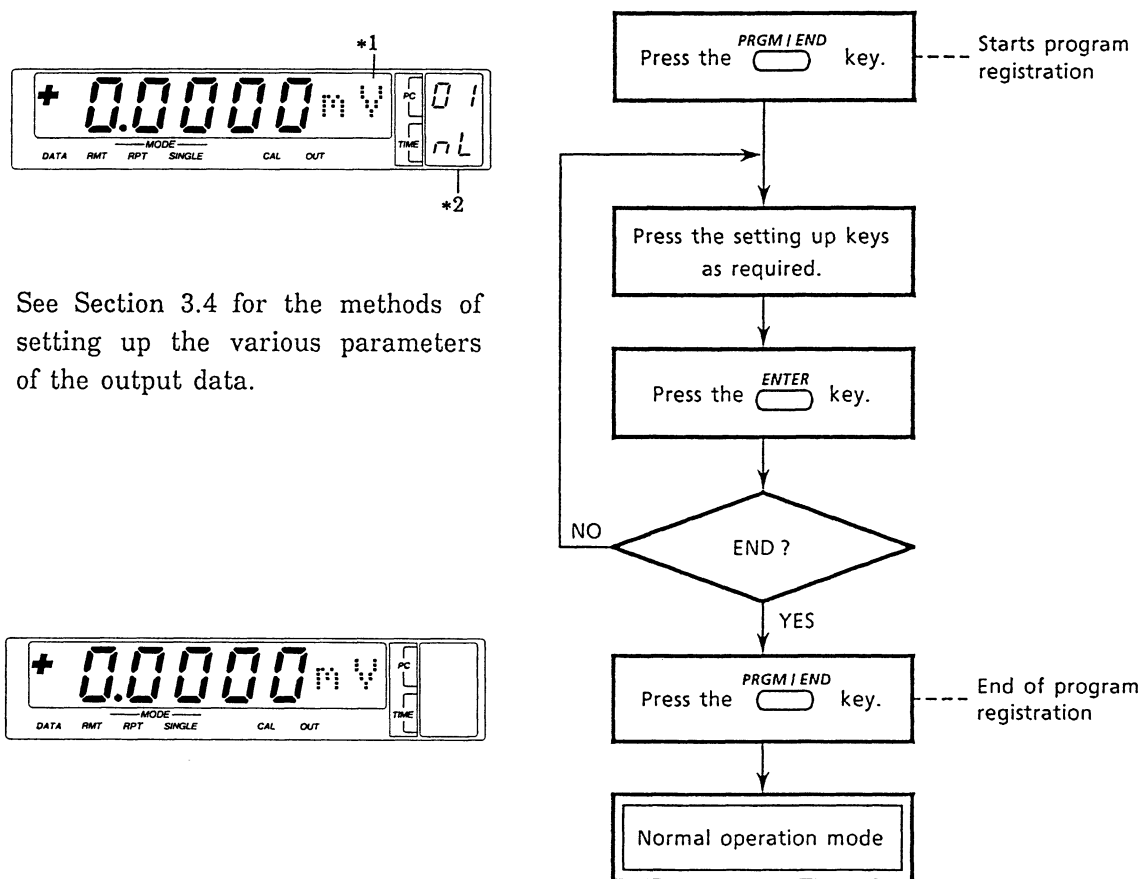 *1
+ 0.0000 mV
PC 01
TIME nL
MODE
DATA RMT RPT SINGLE CAL OUT
*2
See Section 3.4 for the methods of
setting up the various parameters
of the output data.
+ 0.0000 mV
PC
TIME
MODE
DATA RMT RPT SINGLE CAL OUT
PRGM / END
Press the key.
Starts program
registration
Press the setting up keys
as required.
ENTER
Press the key.
NO
END ?
YES
PRGM / END
Press the key.
End of program
registration
Normal operation mode